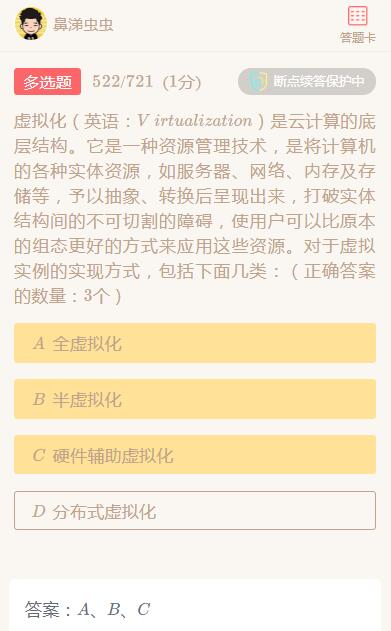 鼻涕虫虫
答题卡
多选题 522/721 (1分) 断点续答保护中
虚拟化（英语：V irtualization）是云计算的底
层结构。它是一种资源管理技术，是将计算机
的各种实体资源，如服务器、网络、内存及存
储等，予以抽象、转换后呈现出来，打破实体
结构间的不可切割的障碍，使用户可以比原本
的组态更好的方式来应用这些资源。对于虚拟
实例的实现方式，包括下面几类：（正确答案
的数量：3个）
A 全虚拟化
B 半虚拟化
C 硬件辅助虚拟化
D 分布式虚拟化
答案：A、B、C